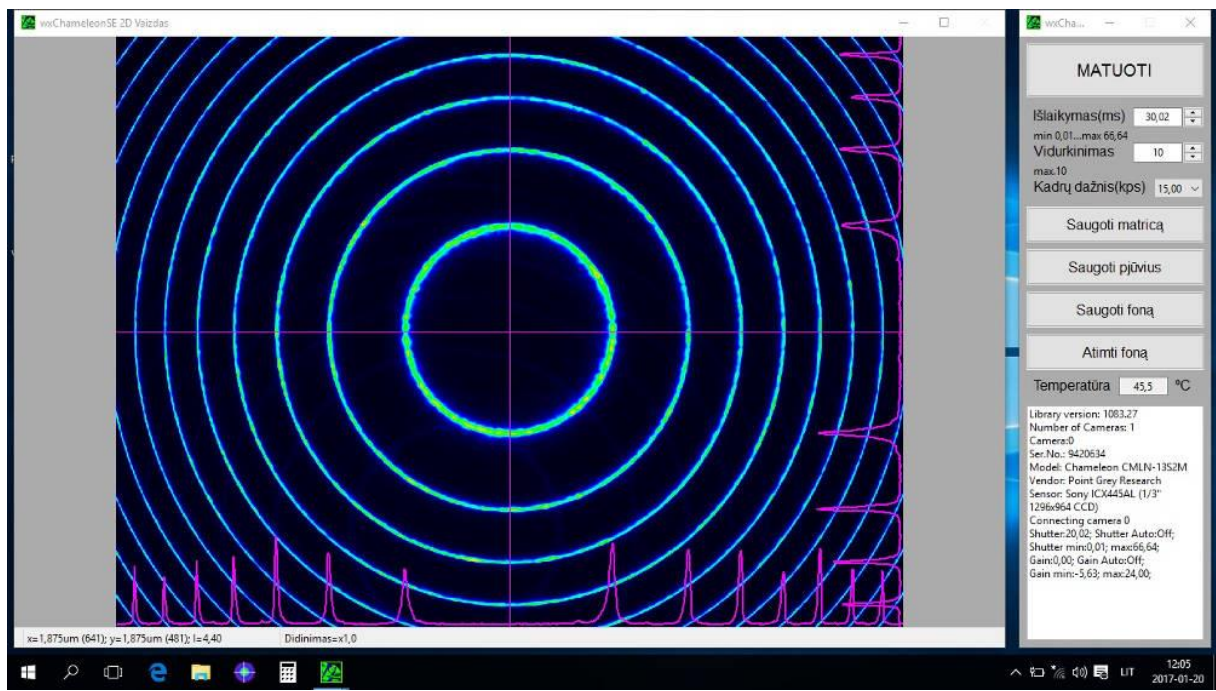 wxChameleonSE 2D Vaizdas
x=1,875um (641); y=1,875um (481); I=4,40
Didinimas=x1,0
wxCha...
MATUOTI
Išlaikymas(ms) 30,02
min 0,01...max 66,64
Vidurkinimas 10
max.10
Kadrų dažnis(kps) 15,00
Saugoti matricą
Saugoti pjūvius
Saugoti foną
Atimti foną
Temperatūra 45,5 ºC
Library version: 1083.27
Number of Cameras: 1
Camera:0
Ser.No.: 9420634
Model: Chameleon CMLN-13S2M
Vendor: Point Grey Research
Sensor: Sony ICX445AL (1/3"
1296x964 CCD)
Connecting camera 0
Shutter:20,02; Shutter Auto:Off;
Shutter min:0,01; max:66,64;
Gain:0,00; Gain Auto:Off;
Gain min:-5,63; max:24,00;
LIT
12:05
2017-01-20